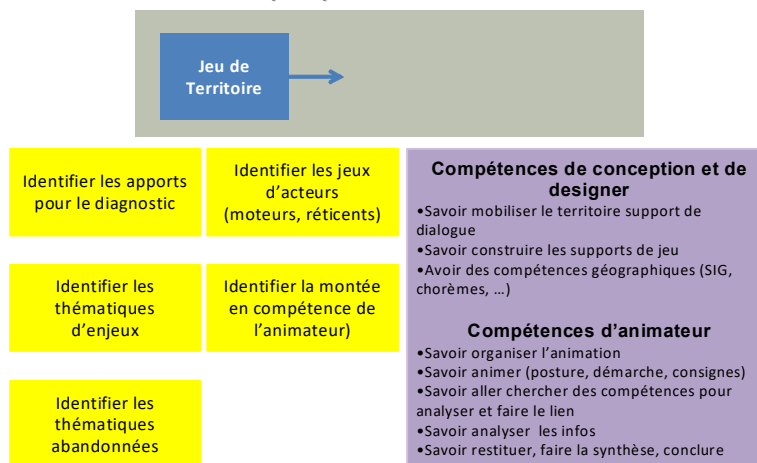 Jeu de
Territoire
Identifier les apports
pour le diagnostic
Identifier les jeux
d’acteurs
(moteurs, réticents)
Identifier les
thématiques
d’enjeux
Identifier la montée
en compétence de
l’animateur)
Identifier les
thématiques
abandonnées
Compétences de conception et de
designer
•Savoir mobiliser le territoire support de
dialogue
•Savoir construire les supports de jeu
•Avoir des compétences géographiques (SIG,
chorèmes, …)
Compétences d’animateur
•Savoir organiser l’animation
•Savoir animer (posture, démarche, consignes)
•Savoir aller chercher des compétences pour
analyser et faire le lien
•Savoir analyser  les infos
•Savoir restituer, faire la synthèse, conclure